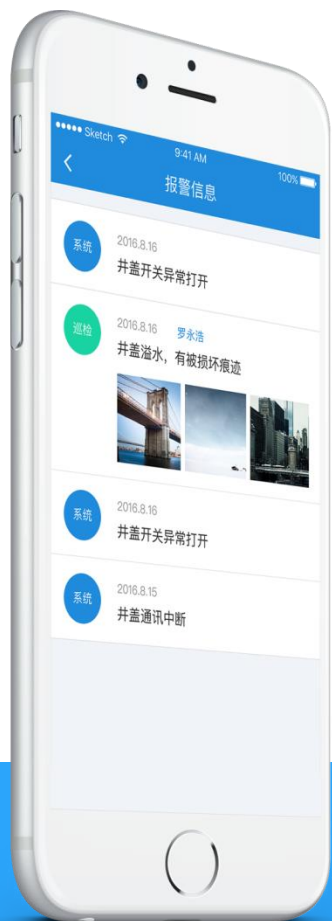 Sketch
9:41 AM
100%
报警信息
系统
2016.8.16
井盖开关异常打开
巡检
2016.8.16 罗永浩
井盖溢水，有被损坏痕迹
系统
2016.8.16
井盖开关异常打开
系统
2016.8.15
井盖通讯中断